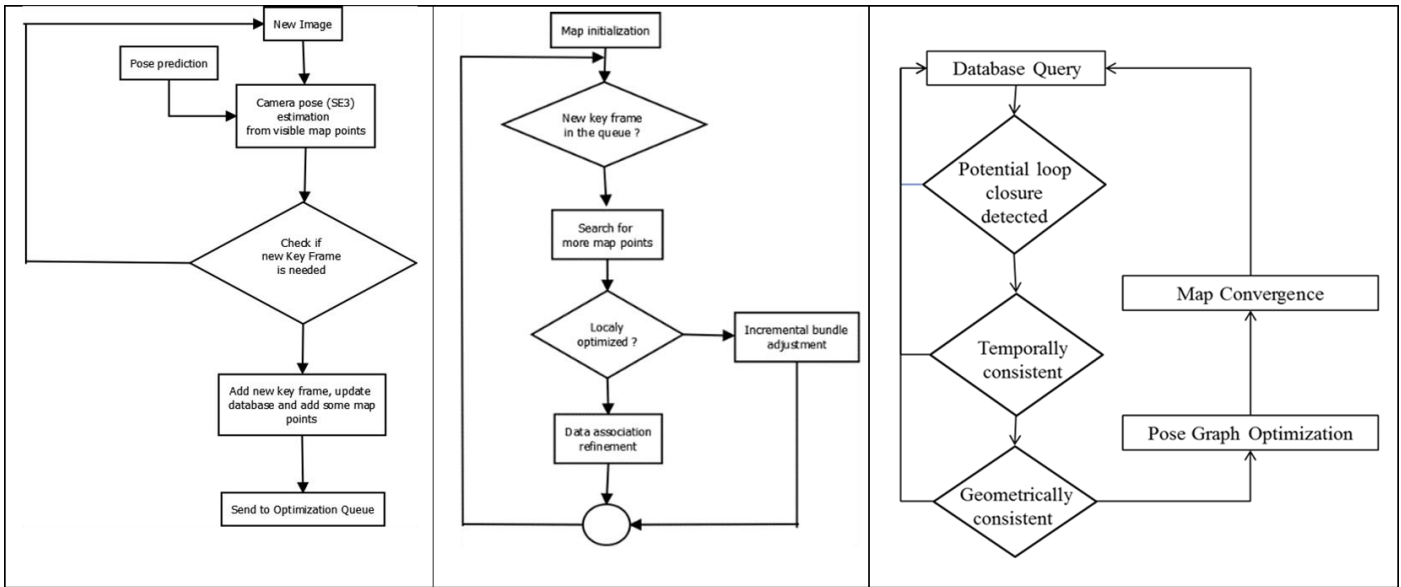 New Image
Pose prediction
Camera pose (SE3)
estimation
from visible map points
Check if
new Key Frame
is needed
Add new key frame, update
database and add some map
points
Send to Optimization Queue
Map initialization
New key frame
in the queue ?
Search for
more map points
Localy
optimized ?
Incremental bundle
adjustment
Data association
refinement
Database Query
Potential loop
closure
detected
Temporally
consistent
Geometrically
consistent
Map Convergence
Pose Graph Optimization